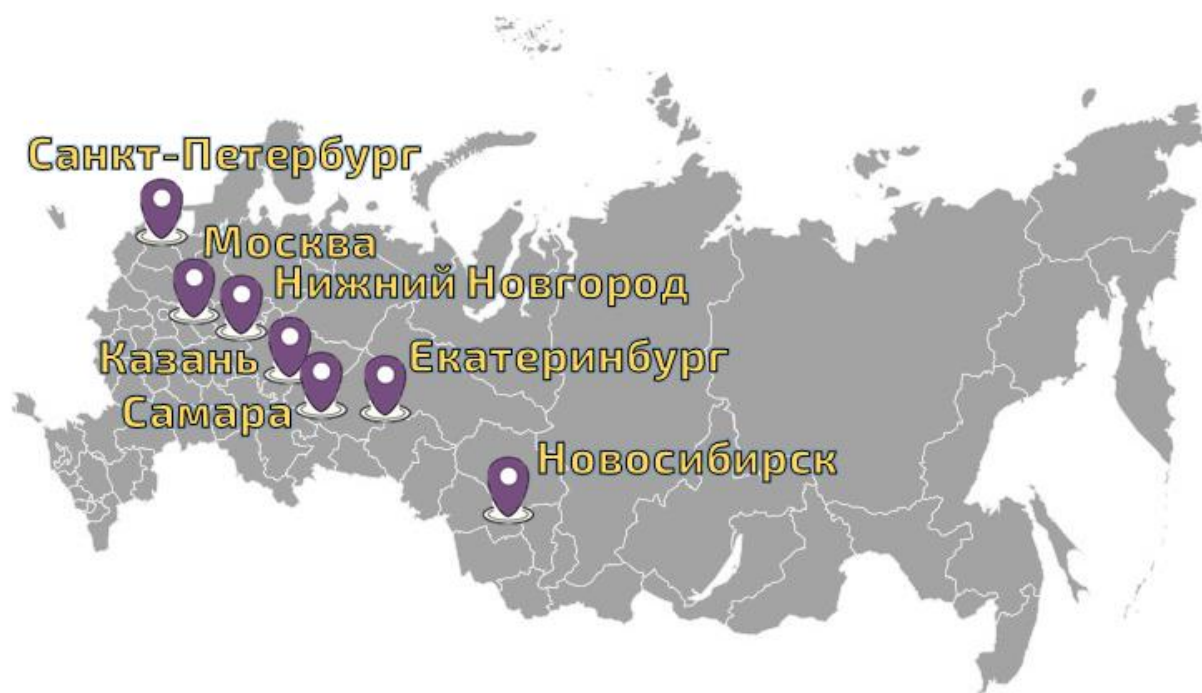 Санкт-Петербург
Москва
Нижний Новгород
Казань
Екатеринбург
Самара
Новосибирск